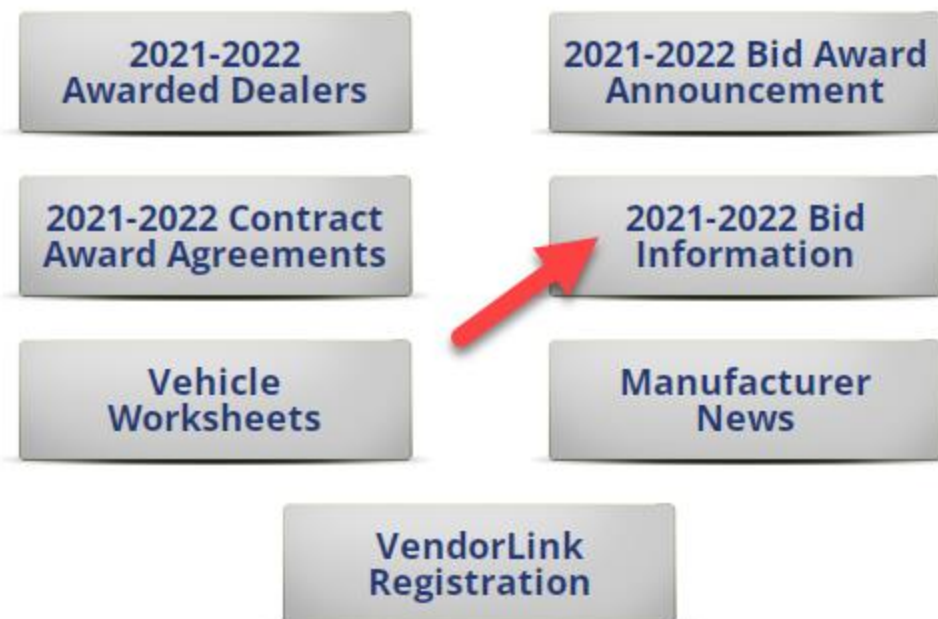 2021-2022
Awarded Dealers
2021-2022 Bid Award
Announcement
2021-2022 Contract
Award Agreements
2021-2022 Bid
Information
Vehicle
Worksheets
Manufacturer
News
VendorLink
Registration